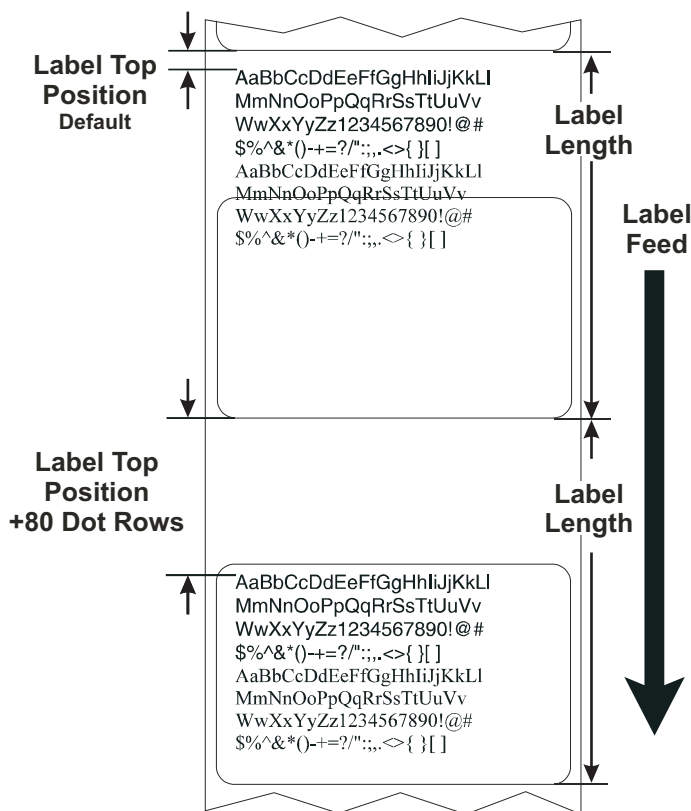 Label Top
Position
Default
AaBbCcDdEeFfGgHhIiJjKkLl
MmNnOoPpQqRrSsTtUuVv
WwXxYyZz1234567890!@#
$%^&*()-+=?/":;,.<>{ }[ ]
AaBbCcDdEeFfGgHhIiJjKkLl
MmNnOoPpQqRrSsTtUuVv
WwXxYyZz1234567890!@#
$%^&*()-+=?/":;,.<>{ }[ ]
Label
Length
Label
Feed
Label Top
Position
+80 Dot Rows
Label
Length
AaBbCcDdEeFfGgHhIiJjKkLl
MmNnOoPpQqRrSsTtUuVv
WwXxYyZz1234567890!@#
$%^&*()-+=?/":;,.<>{ }[ ]
AaBbCcDdEeFfGgHhIiJjKkLl
MmNnOoPpQqRrSsTtUuVv
WwXxYyZz1234567890!@#
$%^&*()-+=?/":;,.<>{ }[ ]